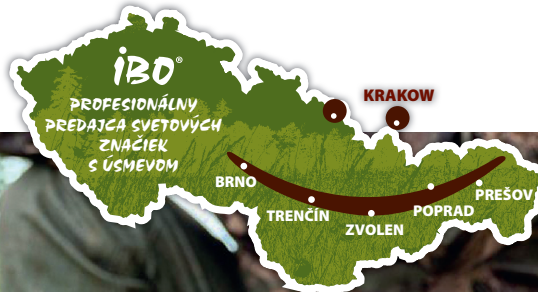 iBO®
PROFESIONÁLNY
PREDAJCA SVETOVÝCH
ZNAČIEK
S ÚSMEVOM
KRAKOW
BRNO
TRENČÍN
ZVOLEN
POPRAD
PREŠOV